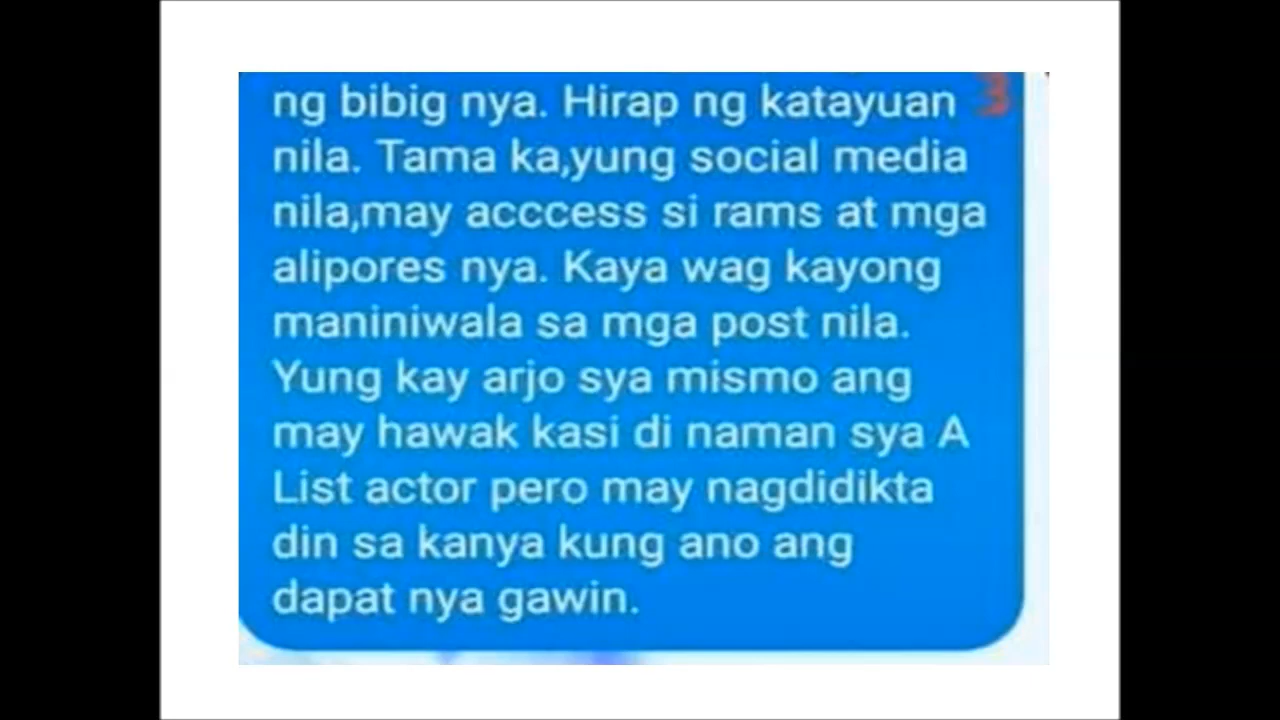 ng bibig nya. Hirap ng katayuan 3
nila. Tama ka,yung social media
nila,may acccess si rams at mga
alipores nya. Kaya wag kayong
maniniwala sa mga post nila.
Yung kay arjo sya mismo ang
may hawak kasi di naman sya A
List actor pero may nagdidikta
din sa kanya kung ano ang
dapat nya gawin.